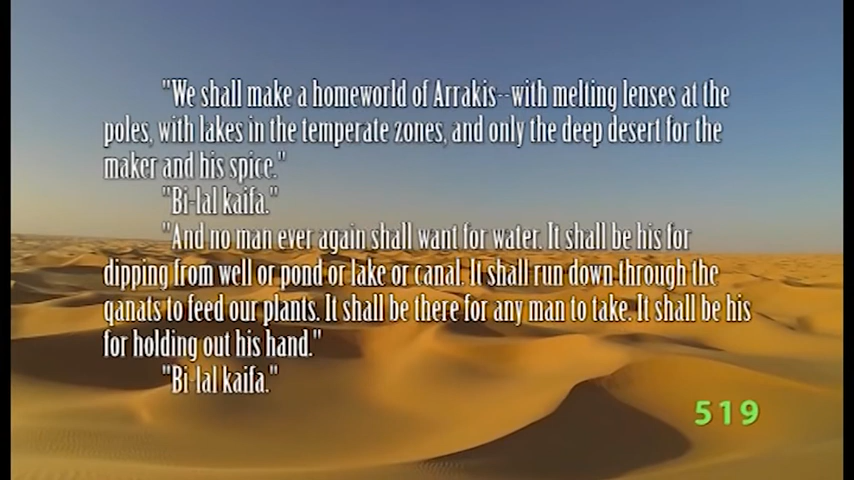 "We shall make a homeworld of Arrakis--with melting lenses at the
poles, with lakes in the temperate zones, and only the deep desert for the
maker and his spice."
"Bi-lal kaifa."
"And no man ever again shall want for water. It shall be his for
dipping from well or pond or lake or canal. It shall run down through the
qanats to feed our plants. It shall be there for any man to take. It shall be his
for holding out his hand."
"Bi-lal kaifa."
519